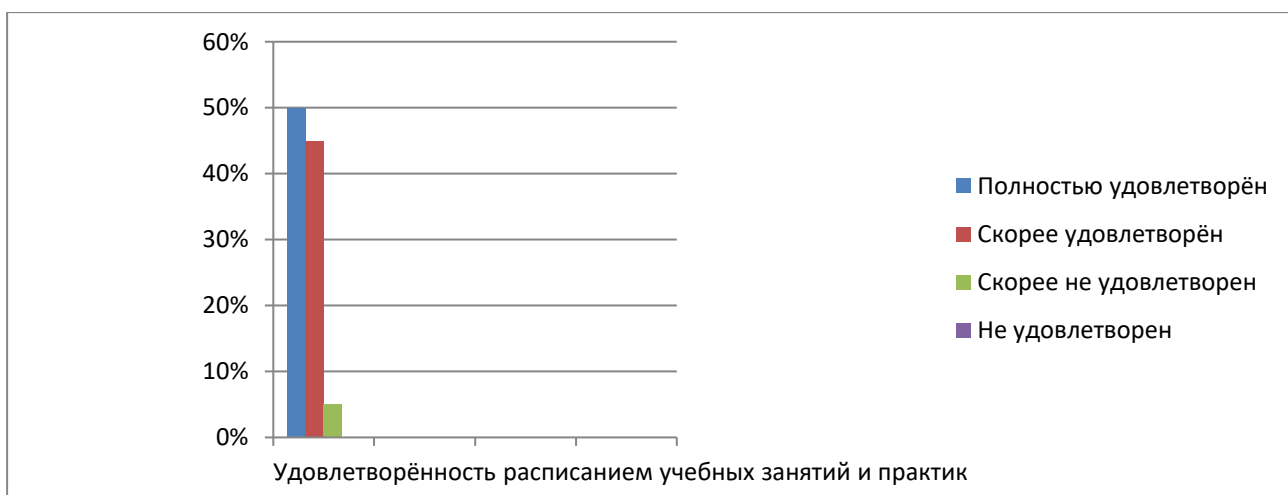 60%
50%
40%
30%
20%
10%
0%
Удовлетворённость расписанием учебных занятий и практик
Полностью удовлетворён
Скорее удовлетворён
Скорее не удовлетворен
Не удовлетворен